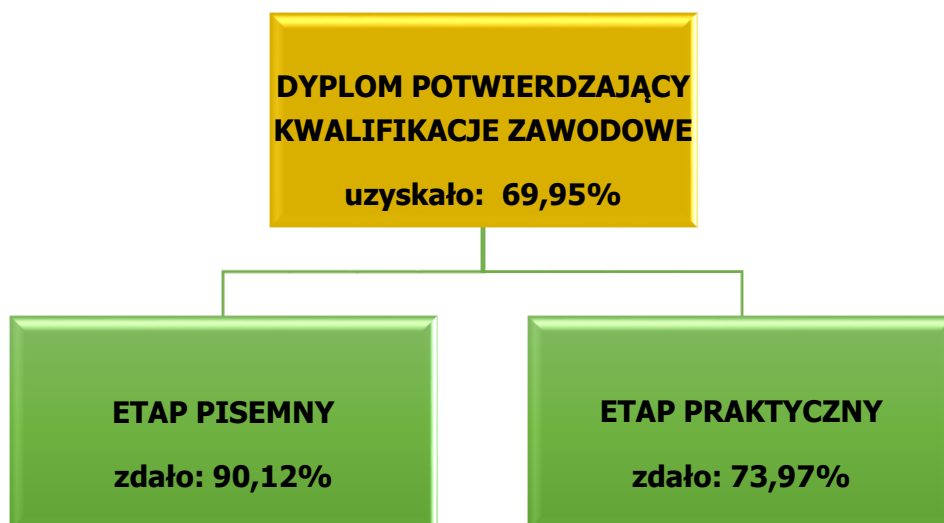 DYPLOM POTWIERDZAJĄCY
KWALIFIKACJE ZAWODOWE
uzyskało: 69,95%
ETAP PISEMNY
zdało: 90,12%
ETAP PRAKTYCZNY
zdało: 73,97%